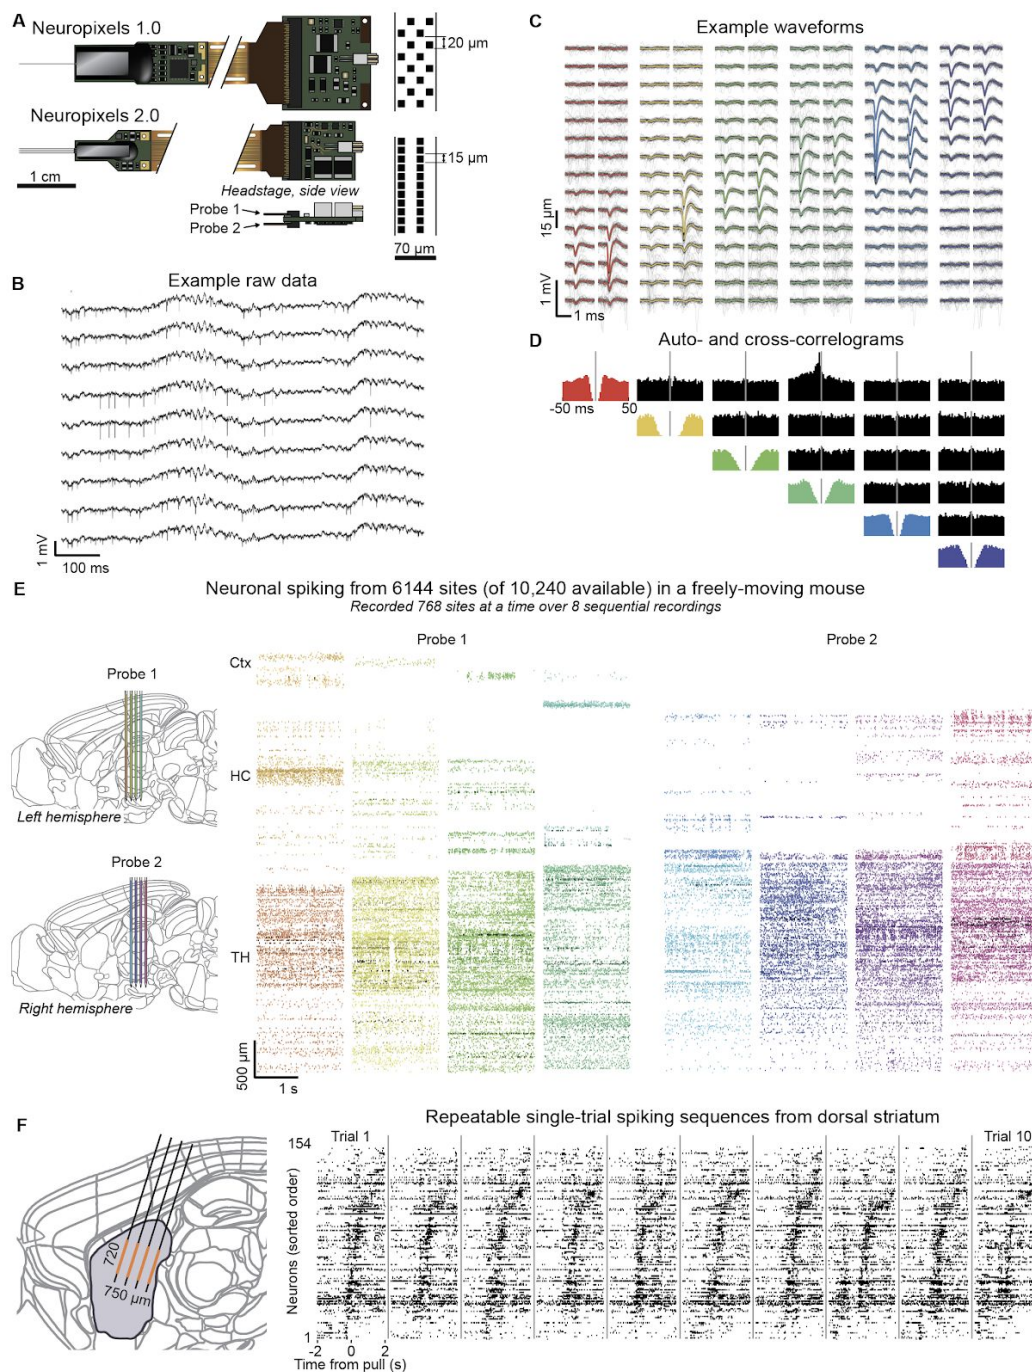 A
Neuropixels 1.0
20 μm
Neuropixels 2.0
15 μm
1 cm
Headstage, side view
Probe 1
Probe 2
70 μm
B
Example raw data
1 mV
100 ms
C
Example waveforms
15 μm
1 mV
1 ms
D
Auto- and cross-correlograms
-50 ms 50
E
Neuronal spiking from 6144 sites (of 10,240 available) in a freely-moving mouse
Recorded 768 sites at a time over 8 sequential recordings
Probe 1
Probe 2
Probe 1
Left hemisphere
Probe 2
Right hemisphere
Ctx
HC
TH
500 μm
1 s
F
720
750 μm
Repeatable single-trial spiking sequences from dorsal striatum
Trial 1
Trial 10
154
Neurons (sorted order)
1
-2 0 2
Time from pull (s)